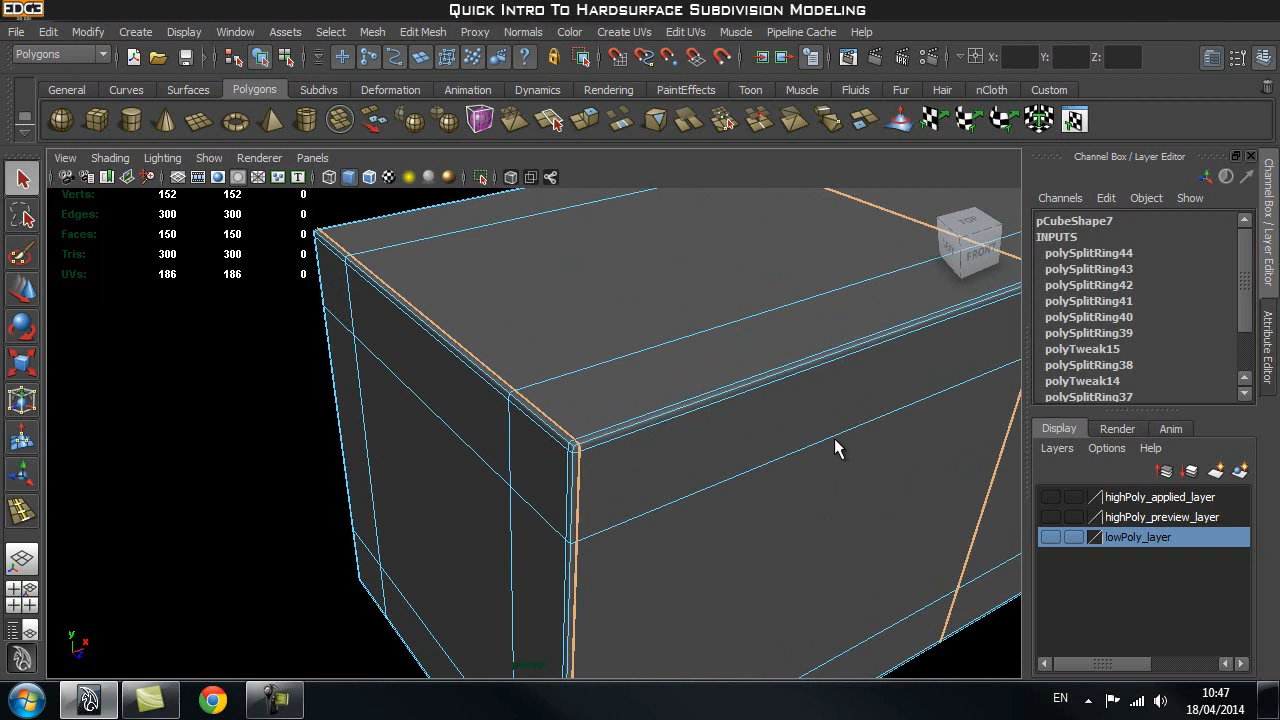 EDGE
Quick Intro To Hardsurface Subdivision Modeling
File Edit Modify Create Display Window Assets Select Mesh Edit Mesh Proxy Normals Color Create UVs Edit UVs Muscle Pipeline Cache Help
Polygons X: Y: Z:
General Curves Surfaces Polygons Subdivs Deformation Animation Dynamics Rendering PaintEffects Toon Muscle Fluids Fur Hair nCloth Custom
View Shading Lighting Show Renderer Panels
Channel Box / Layer Editor
Verts: 152 152 0
Edges: 300 300 0
Faces: 150 150 0
Tris: 300 300 0
UVs: 186 186 0
TOP
FRONT
Channels Edit Object Show
pCubeShape7
INPUTS
polySplitRing44
polySplitRing43
polySplitRing42
polySplitRing41
polySplitRing40
polySplitRing39
polyTweak15
polySplitRing38
polyTweak14
polySplitRing37
Display Render Anim
Layers Options Help
highPoly_applied_layer
highPoly_preview_layer
lowPoly_layer
Channel Box / Layer Editor
Attribute Editor
y
x
z
persp
EN
10:47
18/04/2014